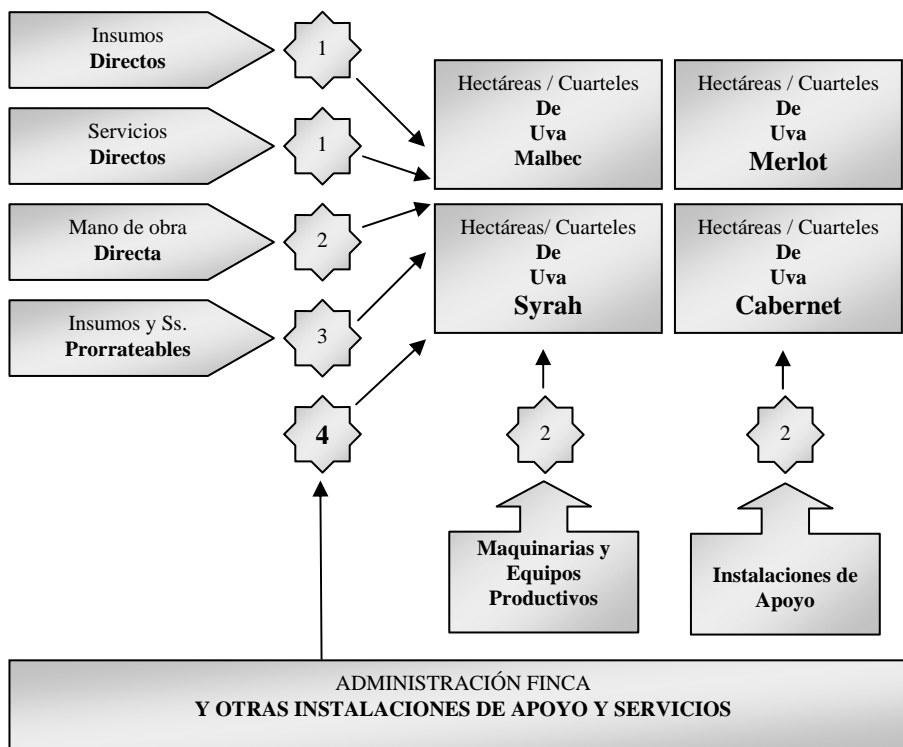 Insumos
Directos
1
Servicios
Directos
1
Mano de obra
Directa
2
Insumos y Ss.
Prorrateables
3
4
Hectáreas / Cuarteles
De
Uva
Malbec
Hectáreas / Cuarteles
De
Uva
Merlot
Hectáreas/ Cuarteles
De
Uva
Syrah
Hectáreas / Cuarteles
De
Uva
Cabernet
2
2
Maquinarias y
Equipos
Productivos
Instalaciones de
Apoyo
ADMINISTRACIÓN FINCA
Y OTRAS INSTALACIONES DE APOYO Y SERVICIOS